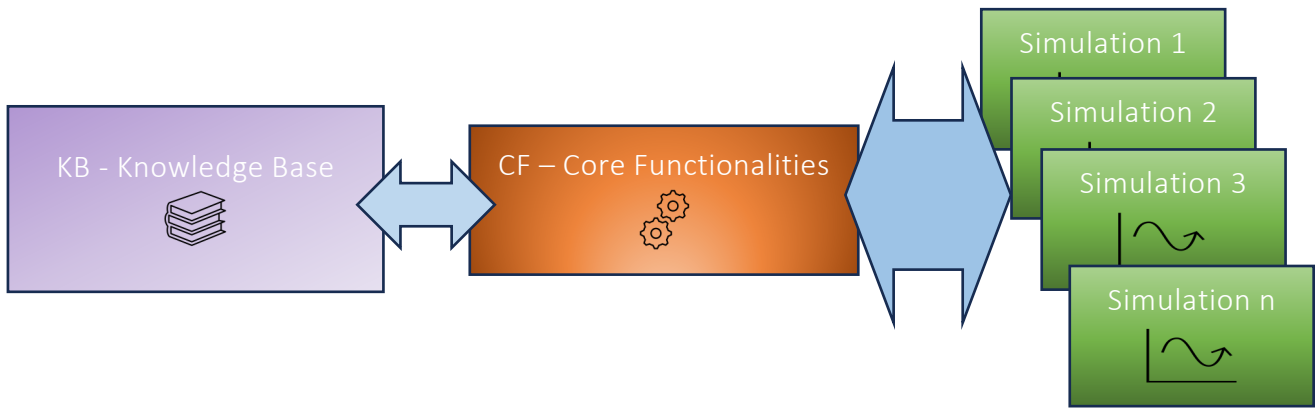 KB - Knowledge Base
CF – Core Functionalities
Simulation 1
Simulation 2
Simulation 3
Simulation n